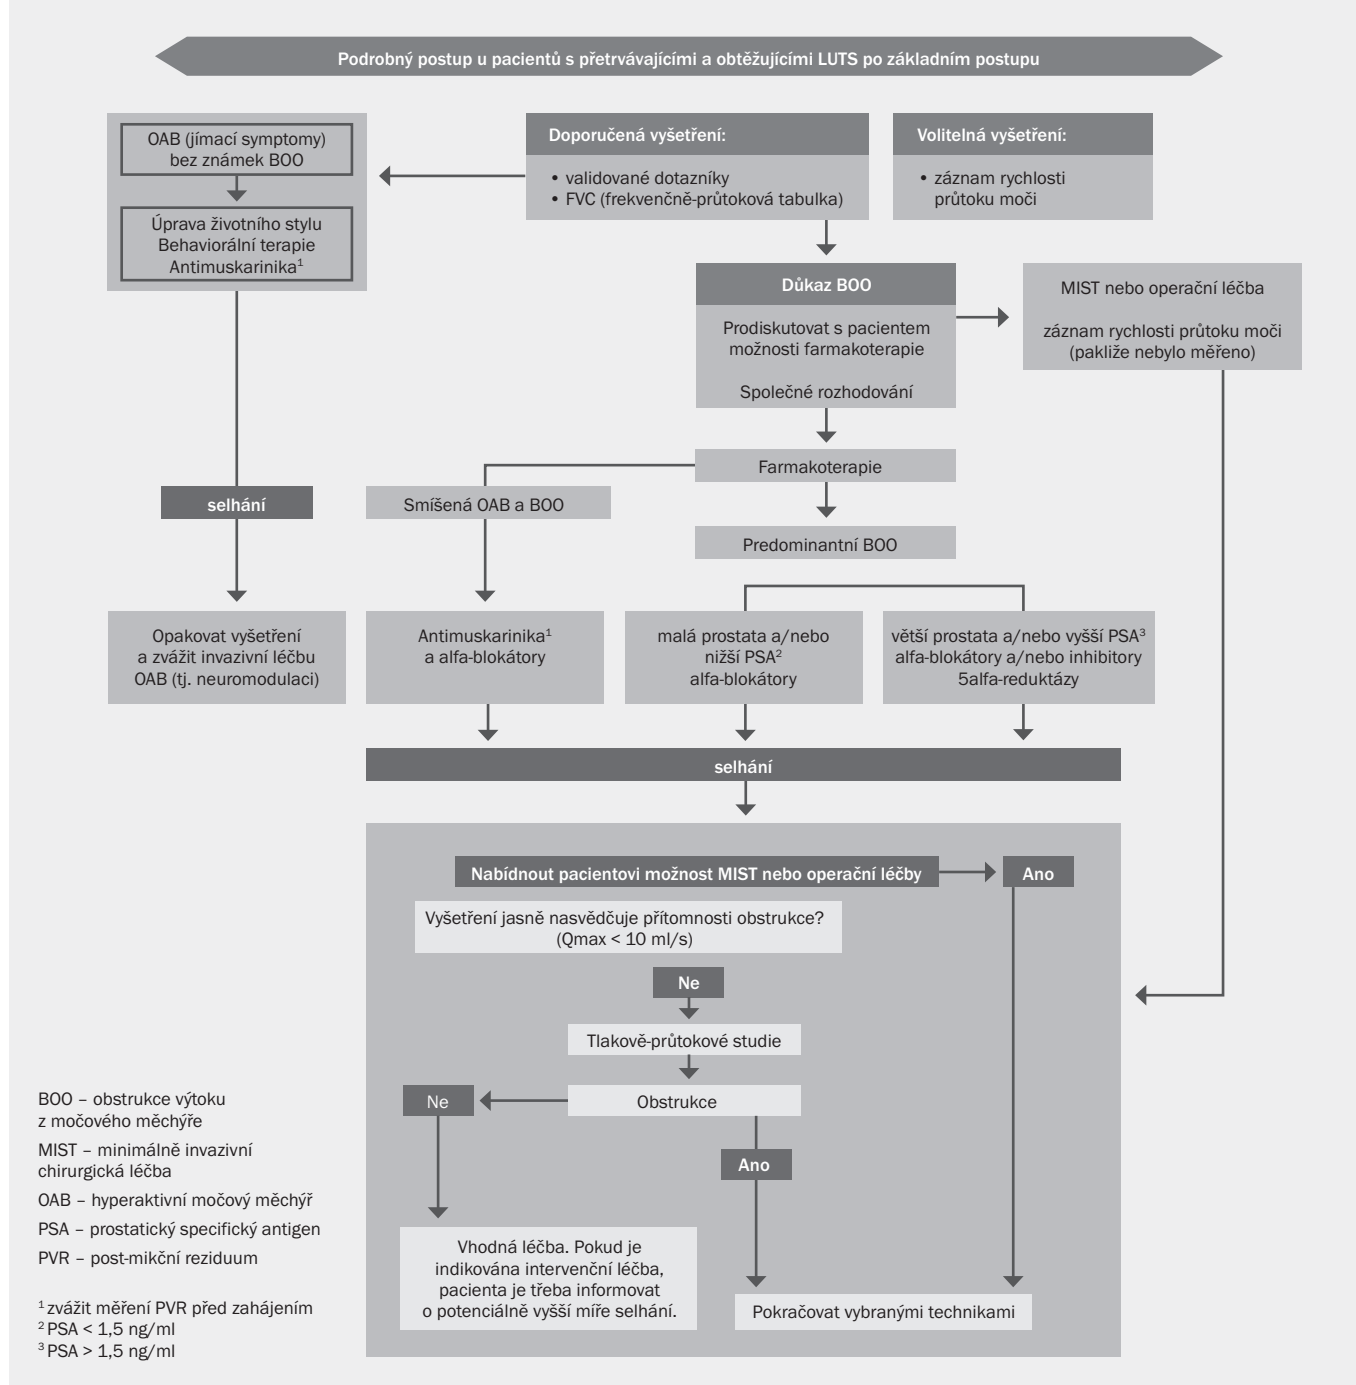 Podrobný postup u pacientů s přetrvávajícími a obtěžujícími LUTS po základním postupu
OAB (jímací symptomy)
bez známek BOO
Úprava životního stylu
Behaviorální terapie
Antimuskarinika¹
Doporučená vyšetření:
• validované dotazníky
• FVC (frekvenčně-průtoková tabulka)
Volitelná vyšetření:
• záznam rychlosti
průtoku moči
Důkaz BOO
Prodiskutovat s pacientem
možnosti farmakoterapie
Společné rozhodování
MIST nebo operační léčba
záznam rychlosti průtoku moči
(pakliže nebylo měřeno)
Farmakoterapie
selhání
Smíšená OAB a BOO
Predominantní BOO
Opakovat vyšetření
a zvážit invazivní léčbu
OAB (tj. neuromodulaci)
Antimuskarinika¹
a alfa-blokátory
malá prostata a/nebo
nižší PSA²
alfa-blokátory
větší prostata a/nebo vyšší PSA³
alfa-blokátory a/nebo inhibitory
5alfa-reduktázy
selhání
Nabídnout pacientovi možnost MIST nebo operační léčby
Ano
Vyšetření jasně nasvědčuje přítomnosti obstrukce?
(Qmax < 10 ml/s)
Ne
Tlakově-průtokové studie
Ne
Obstrukce
Ano
Vhodná léčba. Pokud je
indikována intervenční léčba,
pacienta je třeba informovat
o potenciálně vyšší míře selhání.
Pokračovat vybranými technikami
BOO – obstrukce výtoku
z močového měchýře
MIST – minimálně invazivní
chirurgická léčba
OAB – hyperaktivní močový měchýř
PSA – prostatický specifický antigen
PVR – post-mikční reziduum
¹ zvážit měření PVR před zahájením
² PSA < 1,5 ng/ml
³ PSA > 1,5 ng/ml